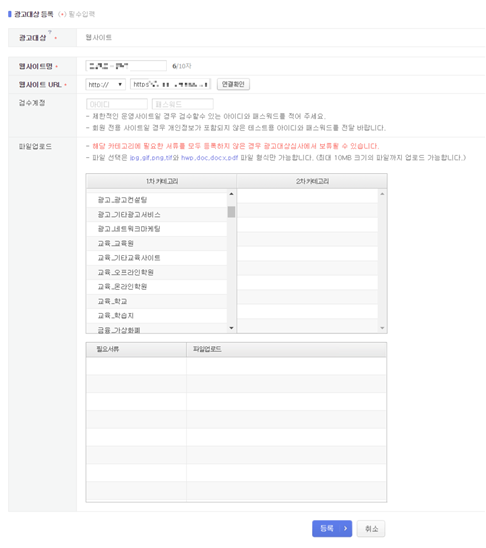 광고대상 등록 (*) 필수입력
광고대상 ? * 웹사이트
웹사이트명 * 6/10자
웹사이트 URL * http:// ▼ https 연결확인
검수계정 아이디 패스워드
- 제한적인 운영사이트일 경우 검수할수 있는 아이디와 패스워드를 적어 주세요.
- 회원 전용 사이트일 경우 개인정보가 포함되지 않은 테스트용 아이디와 패스워드를 전달 바랍니다.
파일업로드 - 해당 카테고리에 필요한 서류를 모두 등록하지 않은 경우 광고대상심사에서 보류될 수 있습니다.
- 파일 선택은 jpg,gif,png,tif와 hwp,doc,docx,pdf 파일 형식만 가능합니다. (최대 10MB 크기의 파일까지 업로드 가능합니다.)
1차 카테고리 2차 카테고리
광고_광고컨설팅
광고_기타광고서비스
광고_네트워크마케팅
교육_교육원
교육_기타교육사이트
교육_오프라인학원
교육_온라인학원
교육_학교
교육_학습지
금융_가상화폐
필요서류 파일업로드
등록 > 취소